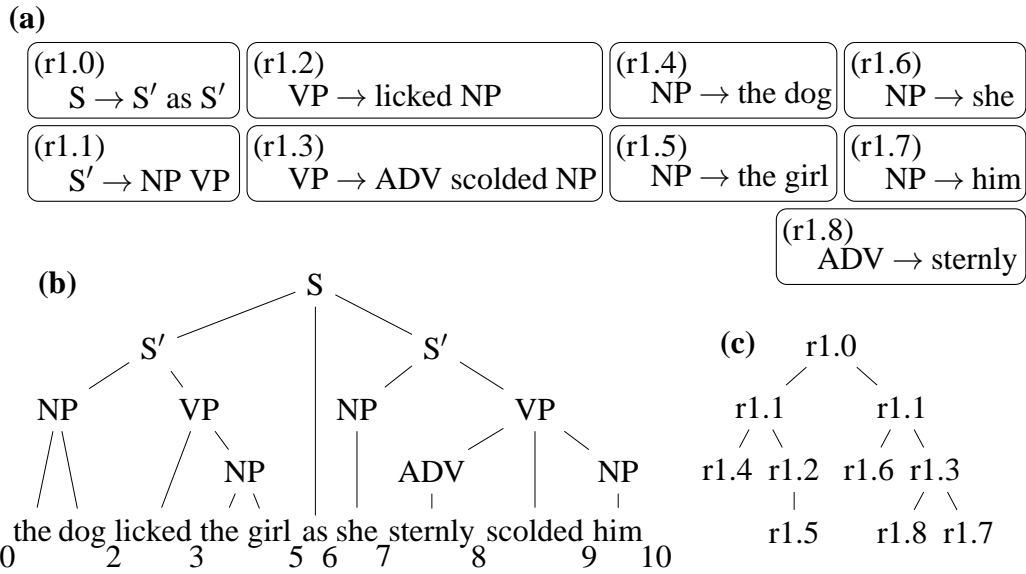 (a)
(r1.0) (r1.2) (r1.4) (r1.6)
S → S′ as S′ VP → licked NP NP → the dog NP → she
(r1.1) (r1.3) (r1.5) (r1.7)
S′ → NP VP VP → ADV scolded NP NP → the girl NP → him
(r1.8)
ADV → sternly
(b) S
S′ S′ (c) r1.0
NP VP NP VP r1.1 r1.1
NP ADV NP r1.4 r1.2 r1.6 r1.3
the dog licked the girl as she sternly scolded him r1.5 r1.8 r1.7
0 2 3 5 6 7 8 9 10